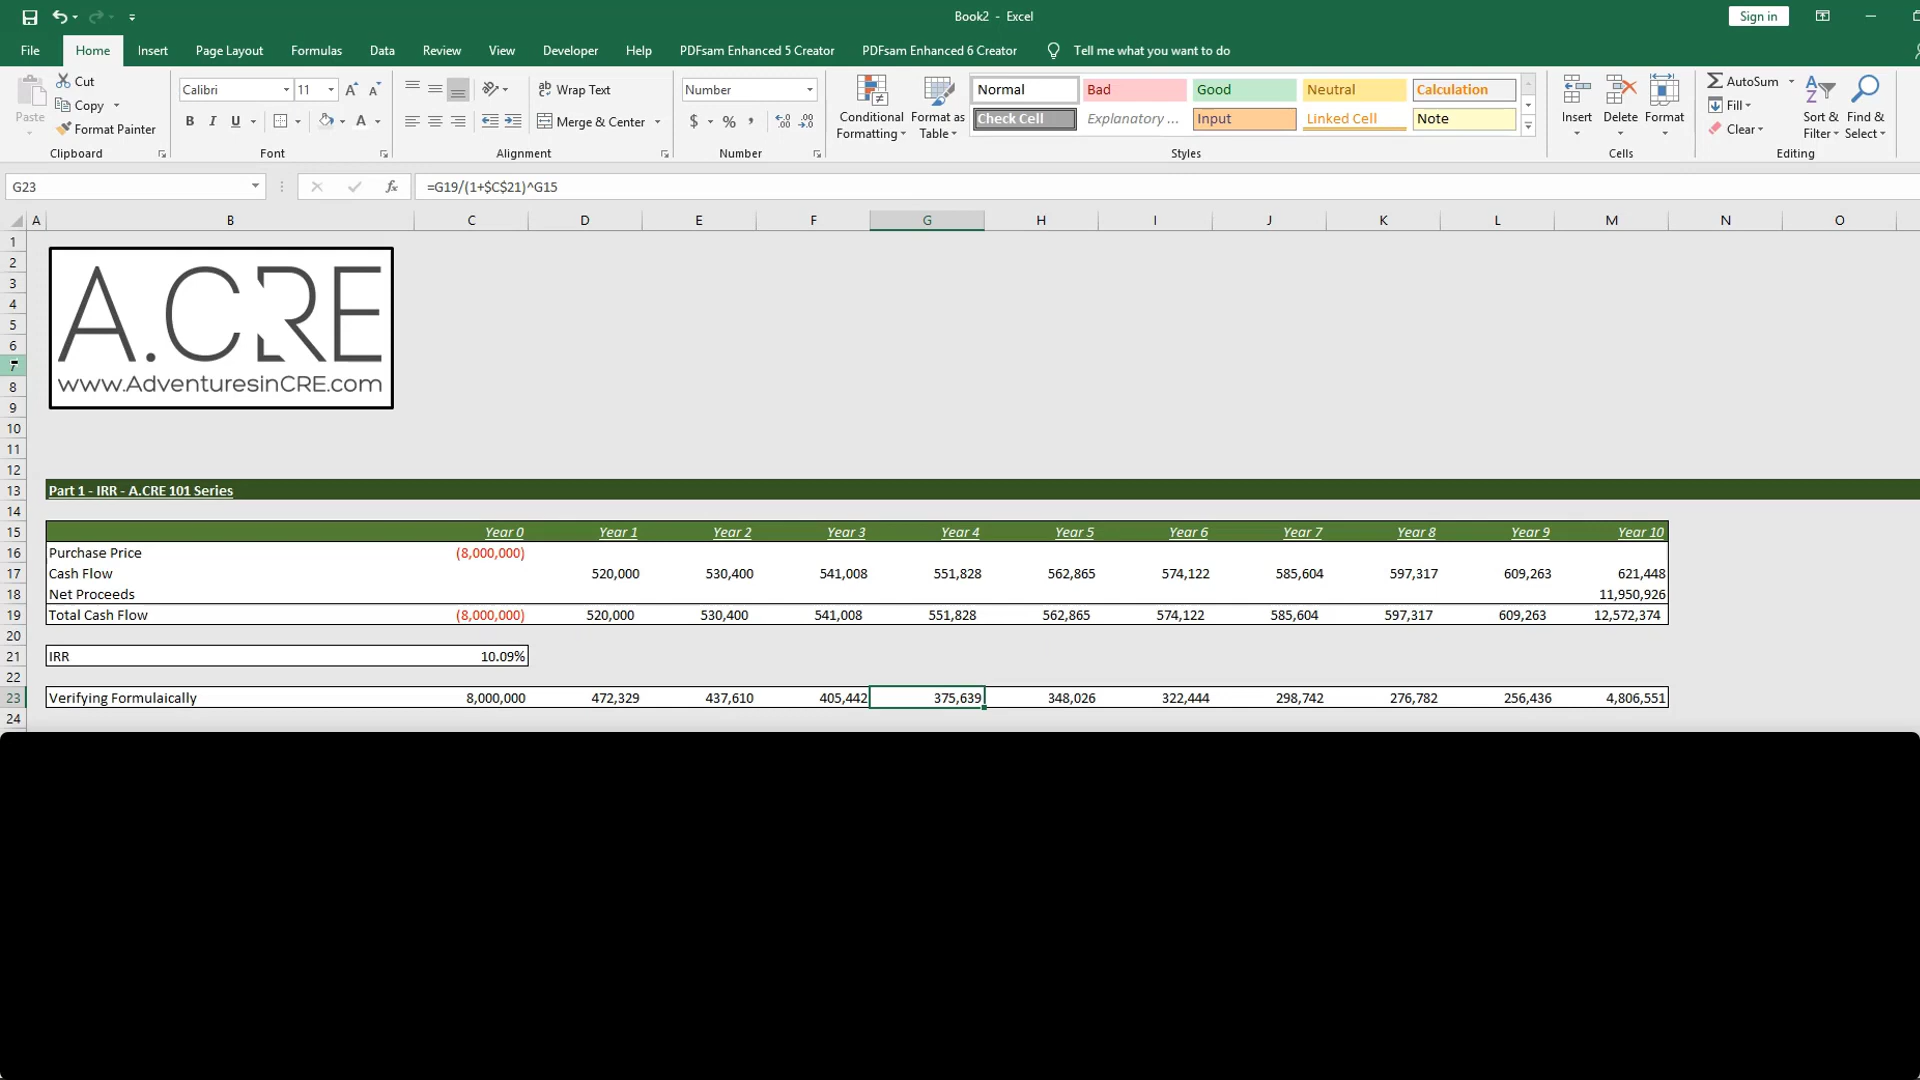 Book2 - Excel
Sign in
File Home Insert Page Layout Formulas Data Review View Developer Help PDFsam Enhanced 5 Creator PDFsam Enhanced 6 Creator Tell me what you want to do
Paste
Cut
Copy
Format Painter
Clipboard
Calibri 11
B I U A
Font
Wrap Text
Merge & Center
Alignment
Number
$ % ,
Number
Conditional Formatting
Format as Table
Normal Bad Good Neutral Calculation
Check Cell Explanatory ... Input Linked Cell Note
Styles
Insert Delete Format
Cells
AutoSum
Fill
Clear
Sort & Filter
Find & Select
Editing
G23 fx =G19/(1+$C$21)^G15
A B C D E F G H I J K L M N O
1
2
3
4
5
6
7
8
9
10
11
12
A.CRE
www.AdventuresinCRE.com
13 Part 1 - IRR - A.CRE 101 Series
14
15 Year 0 Year 1 Year 2 Year 3 Year 4 Year 5 Year 6 Year 7 Year 8 Year 9 Year 10
16 Purchase Price (8,000,000)
17 Cash Flow 520,000 530,400 541,008 551,828 562,865 574,122 585,604 597,317 609,263 621,448
18 Net Proceeds 11,950,926
19 Total Cash Flow (8,000,000) 520,000 530,400 541,008 551,828 562,865 574,122 585,604 597,317 609,263 12,572,374
20
21 IRR 10.09%
22
23 Verifying Formulaically 8,000,000 472,329 437,610 405,442 375,639 348,026 322,444 298,742 276,782 256,436 4,806,551
24